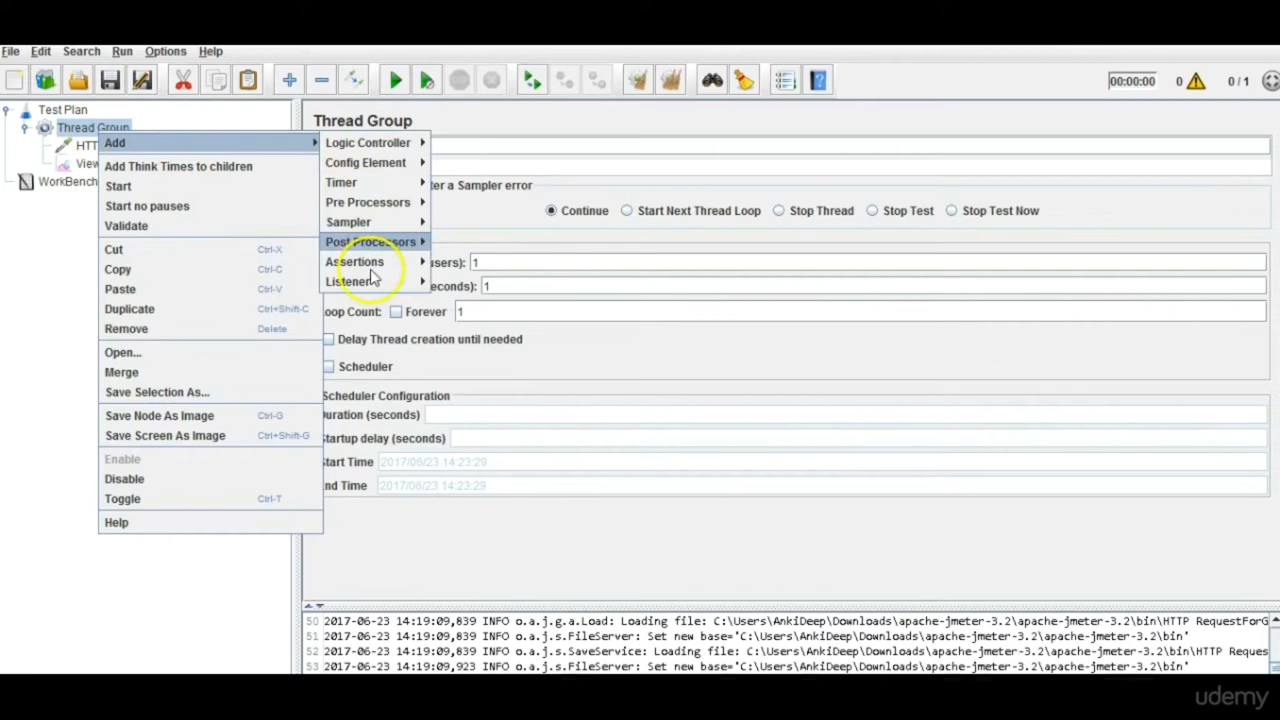 File Edit Search Run Options Help
00:00:00 0 0 / 1
Test Plan
Thread Group
HTT
View
WorkBench
Add
Add Think Times to children
Start
Start no pauses
Validate
Cut Ctrl-X
Copy Ctrl-C
Paste Ctrl-V
Duplicate Ctrl+Shift-C
Remove Delete
Open...
Merge
Save Selection As...
Save Node As Image Ctrl-G
Save Screen As Image Ctrl+Shift-G
Enable
Disable
Toggle Ctrl-T
Help
Logic Controller
Config Element
Timer
Pre Processors
Sampler
Post Processors
Assertions
Listener
Thread Group
ter a Sampler error
Continue Start Next Thread Loop Stop Thread Stop Test Stop Test Now
users): 1
econds): 1
oop Count: Forever 1
Delay Thread creation until needed
Scheduler
Scheduler Configuration
Duration (seconds)
Startup delay (seconds)
Start Time 2017/06/23 14:23:29
nd Time 2017/06/23 14:23:29
50 2017-06-23 14:19:09,839 INFO o.a.j.g.a.Load: Loading file: C:\Users\AnkiDeep\Downloads\apache-jmeter-3.2\apache-jmeter-3.2\bin\HTTP RequestForG
51 2017-06-23 14:19:09,839 INFO o.a.j.s.FileServer: Set new base='C:\Users\AnkiDeep\Downloads\apache-jmeter-3.2\apache-jmeter-3.2\bin'
52 2017-06-23 14:19:09,839 INFO o.a.j.s.SaveService: Loading file: C:\Users\AnkiDeep\Downloads\apache-jmeter-3.2\apache-jmeter-3.2\bin\HTTP Reques
53 2017-06-23 14:19:09,923 INFO o.a.j.s.FileServer: Set new base='C:\Users\AnkiDeep\Downloads\apache-jmeter-3.2\apache-jmeter-3.2\bin'
udemy